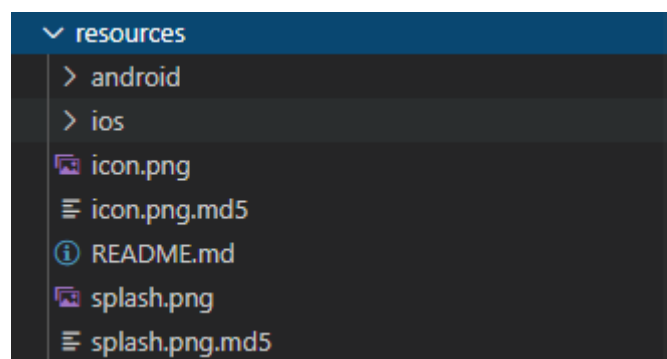 resources
android
ios
icon.png
icon.png.md5
README.md
splash.png
splash.png.md5